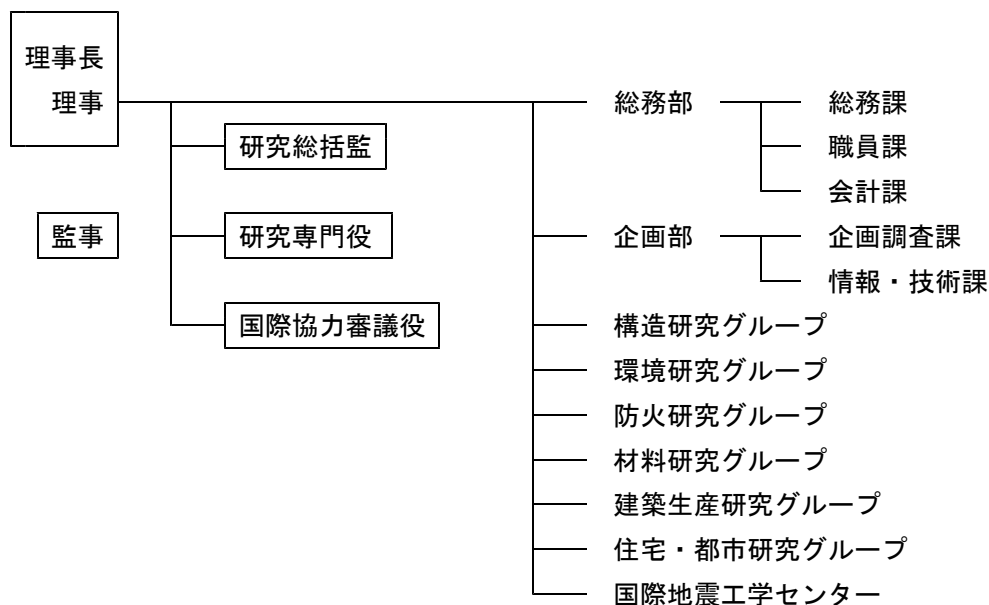 理事長
理事
総務部
総務課
研究総括監
職員課
会計課
監事
研究専門役
企画部
企画調査課
情報・技術課
国際協力審議役
構造研究グループ
環境研究グループ
防火研究グループ
材料研究グループ
建築生産研究グループ
住宅・都市研究グループ
国際地震工学センター